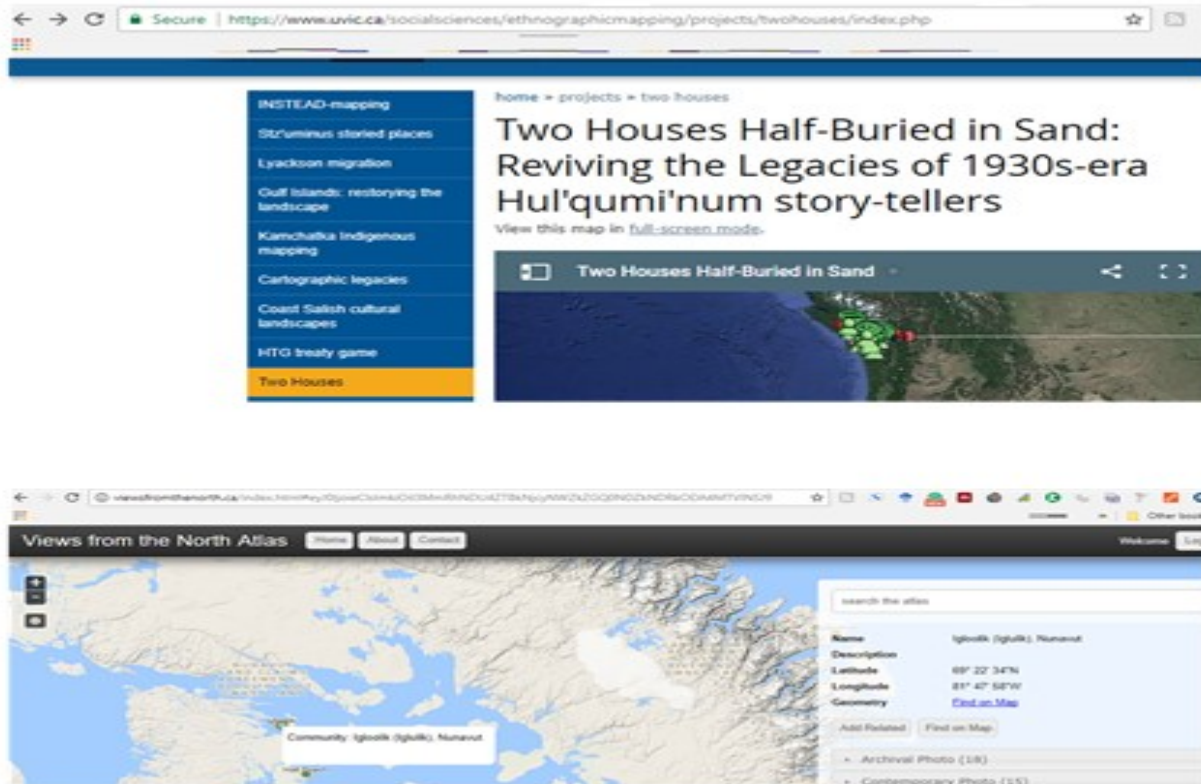 Secure | https://www.uvic.ca/socialsciences/ethnographicmapping/projects/twohouses/index.php
INSTEAD-mapping
Stz'uminus storied places
Lyackson migration
Gulf Islands: restorying the
landscape
Kamchatka Indigenous
mapping
Cartographic legacies
Coast Salish cultural
landscapes
HTG treaty game
Two Houses
home » projects » two houses
Two Houses Half-Buried in Sand:
Reviving the Legacies of 1930s-era
Hul'qumi'num story-tellers
View this map in full-screen mode.
Two Houses Half-Buried in Sand
Views from the North Atlas Home About Contact
Welcome
Community: Igloolik (Iglulik), Nunavut
search the atlas
Name Igloolik (Iglulik), Nunavut
Description
Latitude 69° 22' 34"N
Longitude 81° 47' 58"W
Geometry Find on Map
Add Related Find on Map
Archival Photo (18)
Contemporary Photo (15)